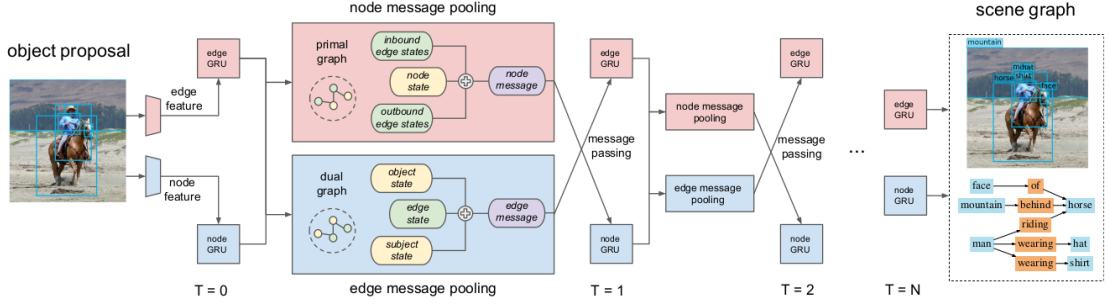 object proposal
edge
feature
node
feature
edge
GRU
node
GRU
T = 0
node message pooling
primal
graph
inbound
edge states
node
state
outbound
edge states
node
message
dual
graph
object
state
edge
state
subject
state
edge
message
edge message pooling
edge
GRU
message
passing
node
GRU
T = 1
node message
pooling
edge message
pooling
edge
GRU
message
passing
node
GRU
T = 2
...
edge
GRU
node
GRU
T = N
scene graph
mountain
hat
horse
shirt
face
face of
mountain behind horse
riding
man wearing hat
wearing shirt